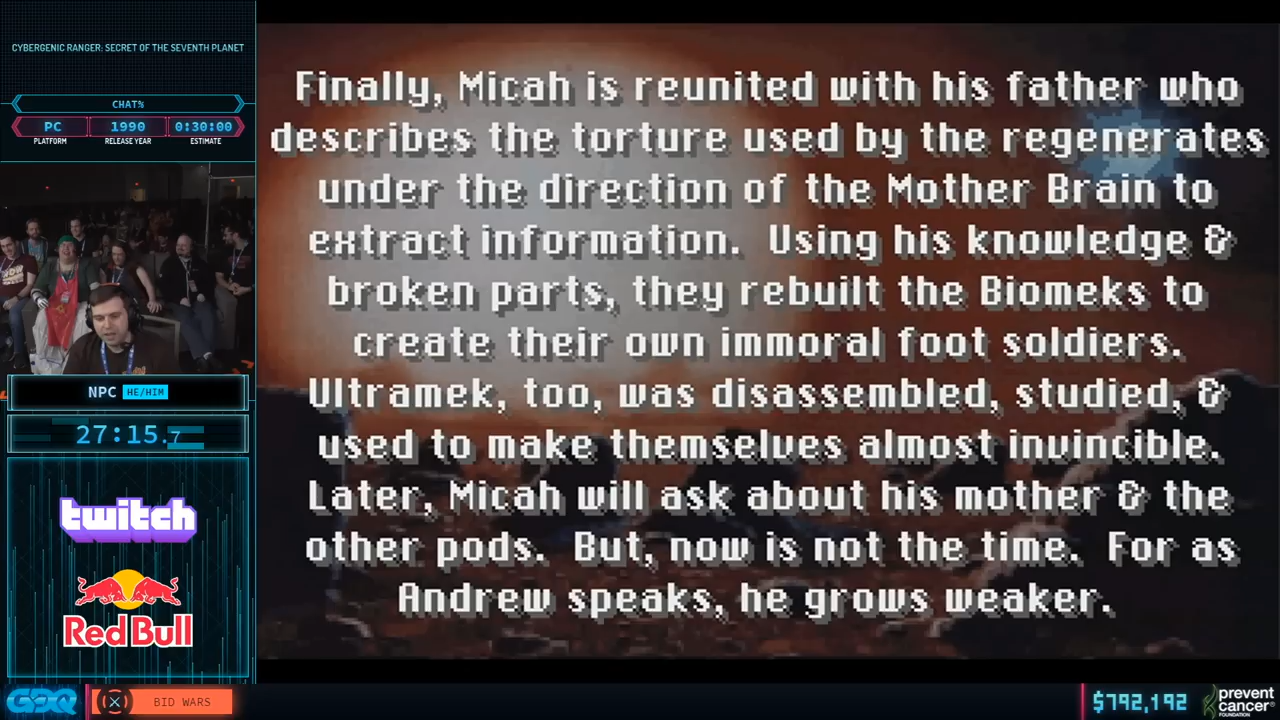 CYBERGENIC RANGER: SECRET OF THE SEVENTH PLANET
CHAT%
PC
1990
0:30:00
PLATFORM
RELEASE YEAR
ESTIMATE
NPC
HE/HIM
27:15.7
twitch
Red Bull
Finally, Micah is reunited with his father who
describes the torture used by the regenerates
under the direction of the Mother Brain to
extract information. Using his knowledge &
broken parts, they rebuilt the Biomeks to
create their own immoral foot soldiers.
Ultramek, too, was disassembled, studied, &
used to make themselves almost invincible.
Later, Micah will ask about his mother & the
other pods. But, now is not the time. For as
Andrew speaks, he grows weaker.
GDQ
BID WARS
$792,192
prevent
cancer
FOUNDATION